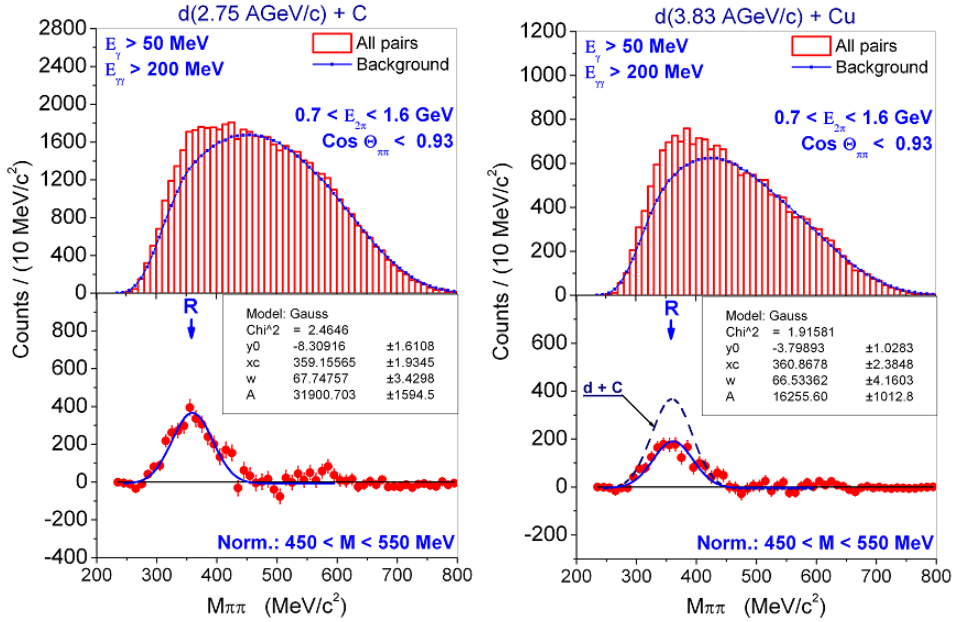 d(2.75 AGeV/c) + C
Eγ > 50 MeV
Eγγ > 200 MeV
All pairs
Background
0.7 < E2π < 1.6 GeV
Cos Θππ < 0.93
Counts / (10 MeV/c²)
2800
2400
2000
1600
1200
800
400
0
R
Model: Gauss
Chi^2 = 2.4646
y0 -8.30916 ±1.6108
xc 359.15565 ±1.9345
w 67.74757 ±3.4298
A 31900.703 ±1594.5
800
600
400
200
0
-200
-400
Norm.: 450 < M < 550 MeV
200 300 400 500 600 700 800
Mππ (MeV/c²)
d(3.83 AGeV/c) + Cu
Eγ > 50 MeV
Eγγ > 200 MeV
All pairs
Background
0.7 < E2π < 1.6 GeV
Cos Θππ < 0.93
Counts / (10 MeV/c²)
1200
1000
800
600
400
200
0
R
Model: Gauss
Chi^2 = 1.91581
y0 -3.79893 ±1.0283
xc 360.8678 ±2.3848
w 66.53362 ±4.1603
A 16255.60 ±1012.8
d + C
600
400
200
0
-200
Norm.: 450 < M < 550 MeV
200 300 400 500 600 700 800
Mππ (MeV/c²)